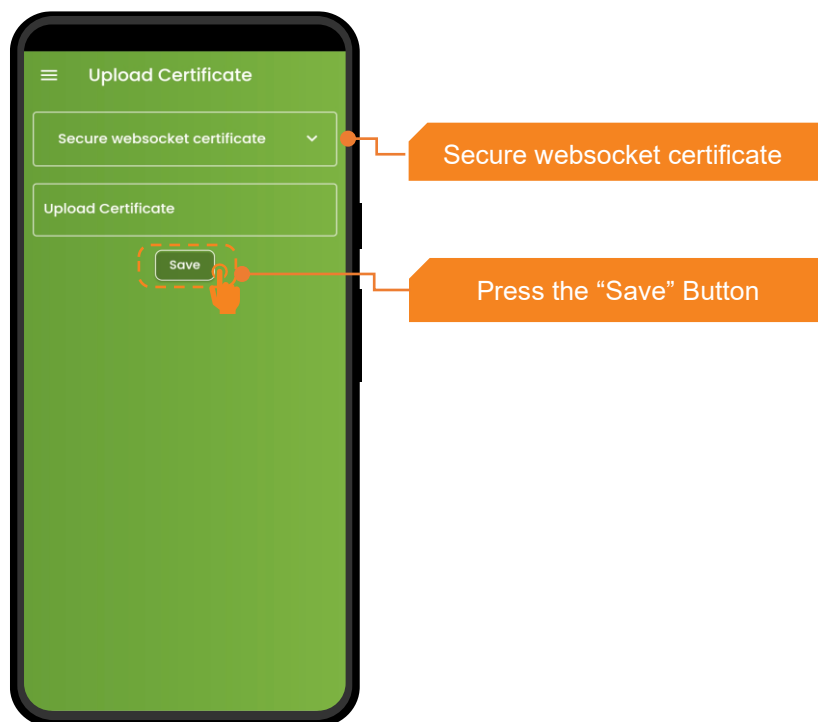 Upload Certificate
Secure websocket certificate
Secure websocket certificate
Upload Certificate
Save
Press the “Save” Button